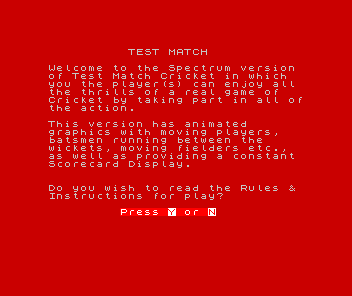 TEST MATCH
Welcome to the Spectrum version
of Test Match Cricket in which
you the player(s) can enjoy all
the thrills of a real game of
Cricket by taking part in all of
the action.
This version has animated
graphics with moving players,
batsmen running between the
wickets, moving fielders etc.,
as well as providing a constant
Scorecard Display.
Do you wish to read the Rules &
Instructions for play?
Press Y or N